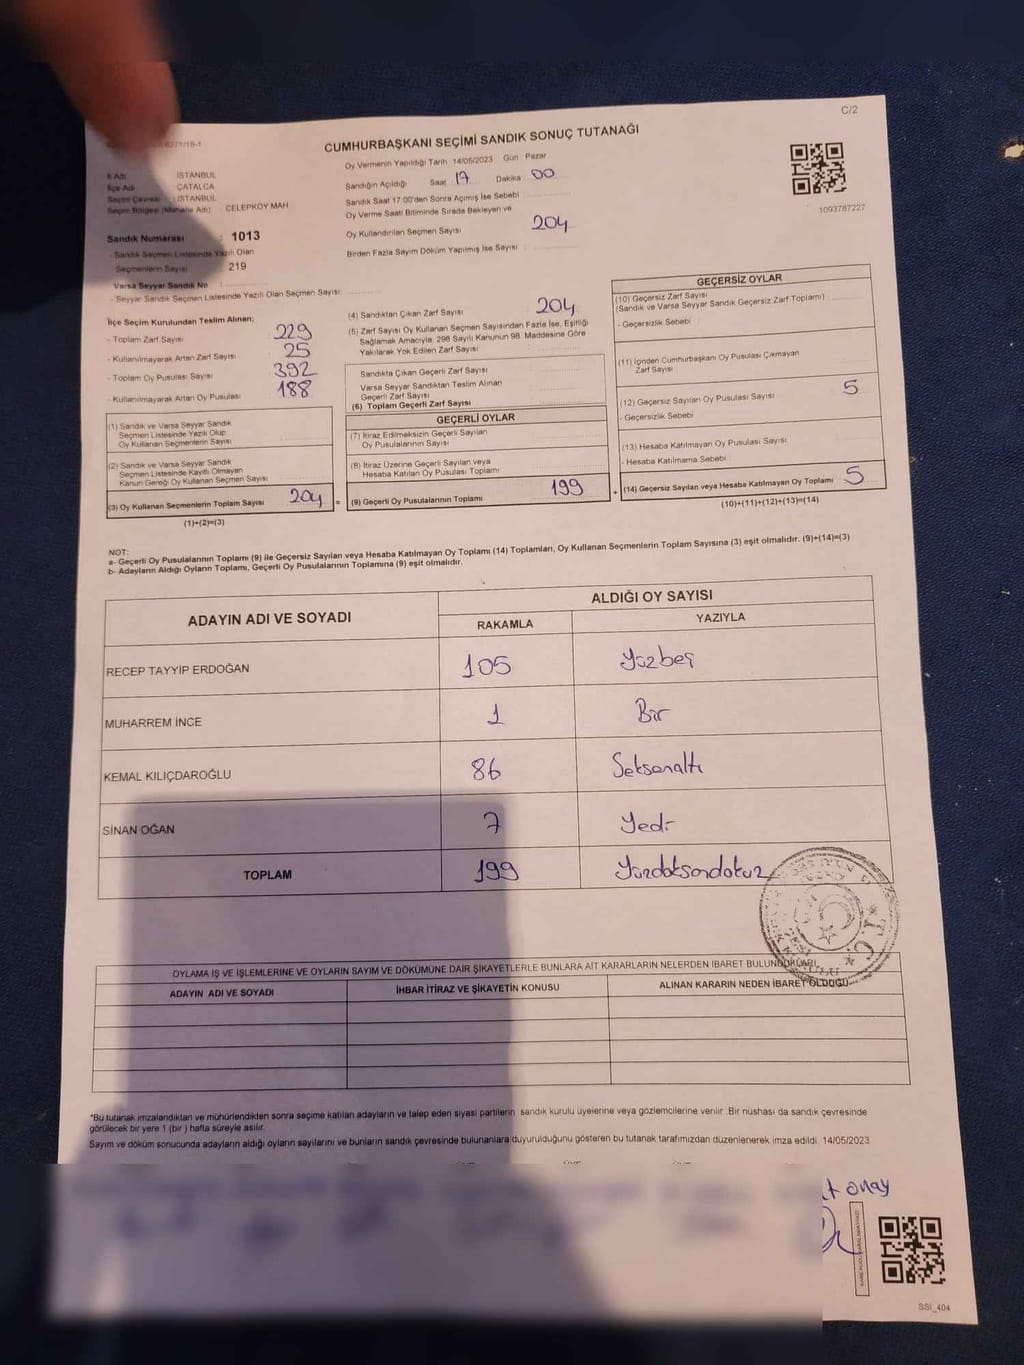 C/2
CUMHURBAŞKANI SEÇİMİ SANDIK SONUÇ TUTANAĞI
Oy Vermenin Yapıldığı Tarih 14/05/2023 Gün Pazar
İl Adı : İSTANBUL
İlçe Adı : ÇATALCA
Seçim Çevresi : İSTANBUL
Seçim Bölgesi (Mahalle Adı) : CELEPKÖY MAH
Sandık Numarası : 1013
- Sandık Seçmen Listesinde Yazılı Olan
Seçmenlerin Sayısı : 219
Varsa Seyyar Sandık No :
- Seyyar Sandık Seçmen Listesinde Yazılı Olan Seçmen Sayısı:
Sandığın Açıldığı Saat 17 Dakika 00
Sandık Saat 17:00'den Sonra Açımış İse Sebebi :
Oy Verme Saati Bitiminde Sırada Bekleyen ve
Oy Kullandırılan Seçmen Sayısı : 204
Birden Fazla Sayım Döküm Yapılmış İse Sayısı :
1093787227
İlçe Seçim Kurulundan Teslim Alınan:
- Toplam Zarf Sayısı : 229
- Kullanılmayarak Artan Zarf Sayısı : 25
- Toplam Oy Pusulası Sayısı : 392
- Kullanılmayarak Artan Oy Pusulası : 188
(4) Sandıktan Çıkan Zarf Sayısı : 204
(5) Zarf Sayısı Oy Kullanan Seçmen Sayısından Fazla İse, Eşitliği
Sağlamak Amacıyla, 298 Sayılı Kanunun 98. Maddesine Göre
Yakılarak Yok Edilen Zarf Sayısı :
Sandıkta Çıkan Geçerli Zarf Sayısı :
Varsa Seyyar Sandıktan Teslim Alınan
Geçerli Zarf Sayısı :
(6) Toplam Geçerli Zarf Sayısı :
GEÇERSİZ OYLAR
(10) Geçersiz Zarf Sayısı
(Sandık ve Varsa Seyyar Sandık Geçersiz Zarf Toplamı) :
- Geçersizlik Sebebi :
(11) İçinden Cumhurbaşkanı Oy Pusulası Çıkmayan
Zarf Sayısı :
(12) Geçersiz Sayılan Oy Pusulası Sayısı : 5
- Geçersizlik Sebebi :
(13) Hesaba Katılmayan Oy Pusulası Sayısı :
- Hesaba Katılmama Sebebi :
(14) Geçersiz Sayılan veya Hesaba Katılmayan Oy Toplamı : 5
(10)+(11)+(12)+(13)=(14)
(1) Sandık ve Varsa Seyyar Sandık
Seçmen Listesinde Yazılı Olup
Oy Kullanan Seçmenlerin Sayısı :
(2) Sandık ve Varsa Seyyar Sandık
Seçmen Listesinde Kayıtlı Olmayan
Kanun Gereği Oy Kullanan Seçmen Sayısı :
(3) Oy Kullanan Seçmenlerin Toplam Sayısı : 204 =
(1)+(2)=(3)
GEÇERLİ OYLAR
(7) İtiraz Edilmeksizin Geçerli Sayılan
Oy Pusulalarının Sayısı :
(8) İtiraz Üzerine Geçerli Sayılan veya
Hesaba Katılan Oy Pusulası Toplamı :
(9) Geçerli Oy Pusulalarının Toplamı : 199 +
NOT:
a- Geçerli Oy Pusulalarının Toplamı (9) ile Geçersiz Sayılan veya Hesaba Katılmayan Oy Toplamı (14) Toplamları, Oy Kullanan Seçmenlerin Toplam Sayısına (3) eşit olmalıdır. (9)+(14)=(3)
b- Adayların Aldığı Oyların Toplamı, Geçerli Oy Pusulalarının Toplamına (9) eşit olmalıdır.
ADAYIN ADI VE SOYADI
ALDIĞI OY SAYISI
RAKAMLA YAZIYLA
RECEP TAYYİP ERDOĞAN 105 Yüzbeş
MUHARREM İNCE 1 Bir
KEMAL KILIÇDAROĞLU 86 Seksenaltı
SİNAN OĞAN 7 Yedi
TOPLAM 199 Yüzdoksandokuz
T.C.
OYLAMA İŞ VE İŞLEMLERİNE VE OYLARIN SAYIM VE DÖKÜMÜNE DAİR ŞİKAYETLERLE BUNLARA AİT KARARLARIN NELERDEN İBARET BULUNDUKLARI
ADAYIN ADI VE SOYADI İHBAR İTİRAZ VE ŞİKAYETİN KONUSU ALINAN KARARIN NEDEN İBARET OLDUĞU
*Bu tutanak imzalandıktan ve mühürlendikten sonra seçime katılan adayların ve talep eden siyasi partilerin sandık kurulu üyelerine veya gözlemcilerine verilir. Bir nüshası da sandık çevresinde
görülecek bir yere 1 (bir ) hafta süreyle asılır.
Sayım ve döküm sonucunda adayların aldığı oyların sayılarını ve bunların sandık çevresinde bulunanlara duyurulduğunu gösteren bu tutanak tarafımızdan düzenlenerek imza edildi. 14/05/2023
onay
SSI_404